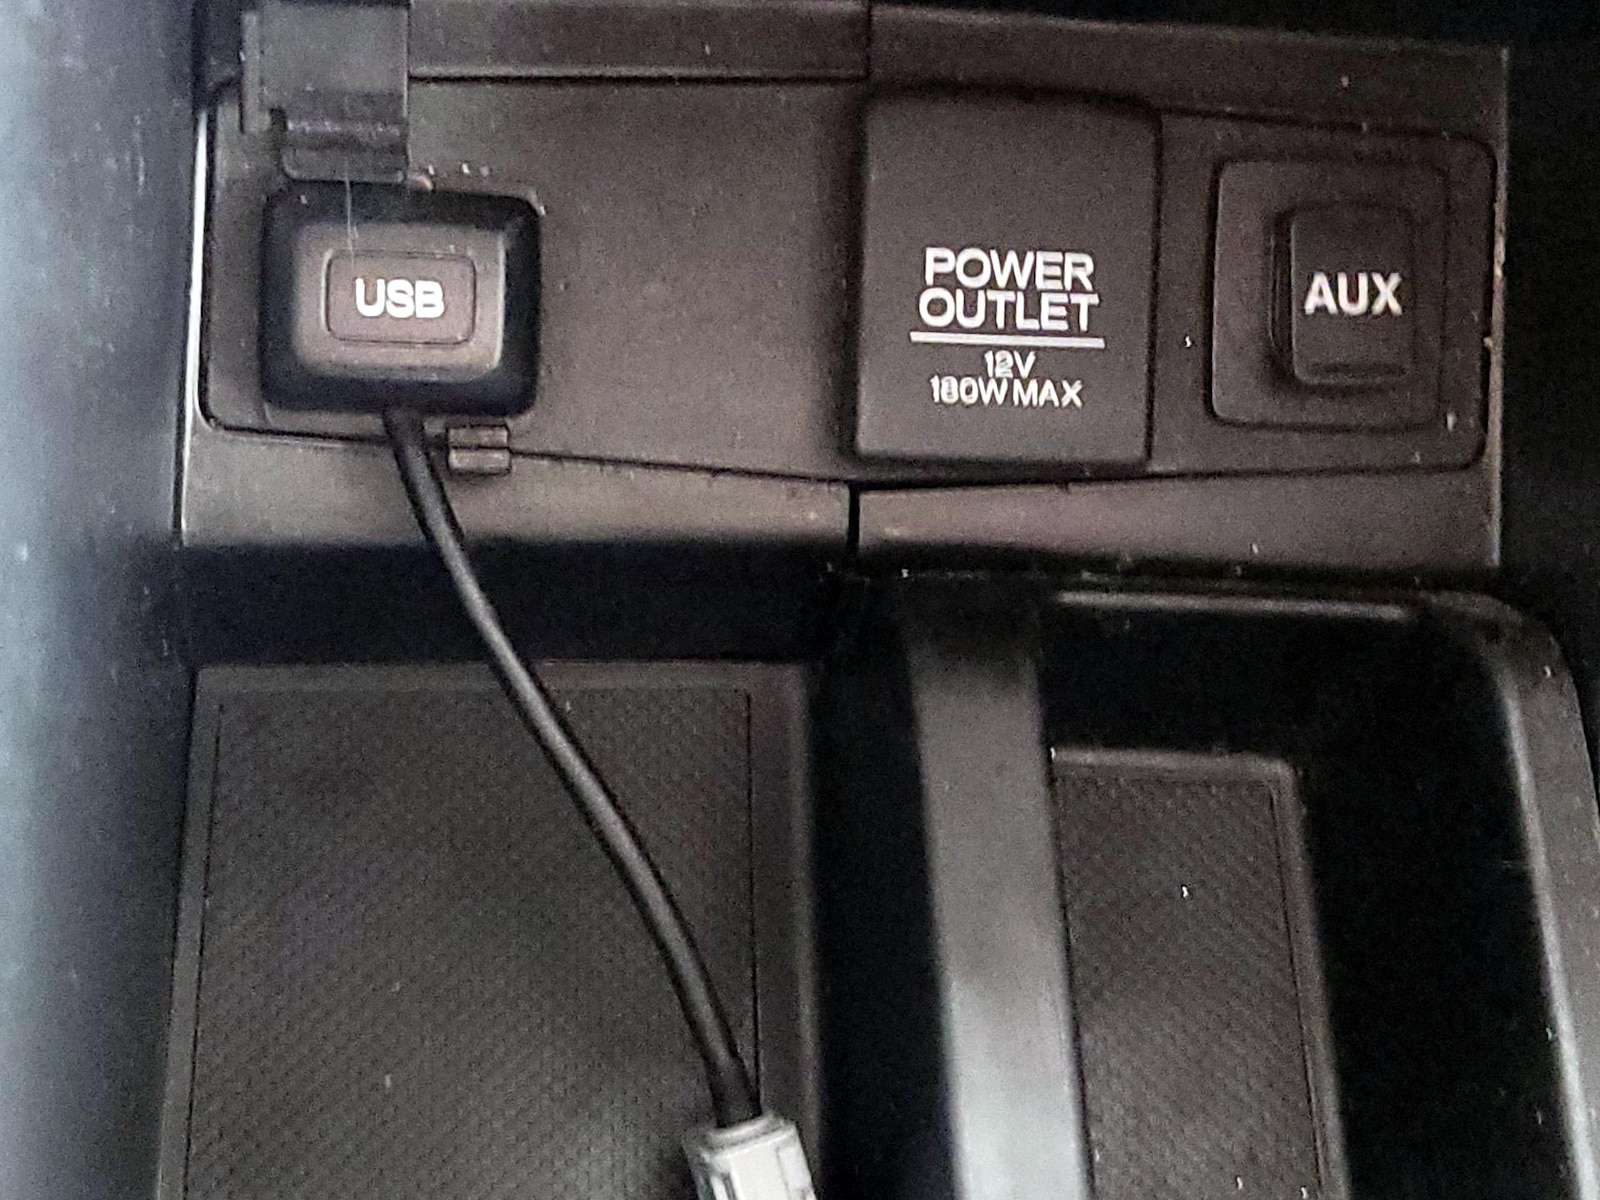 USB
POWER
OUTLET
12V
180W MAX
AUX